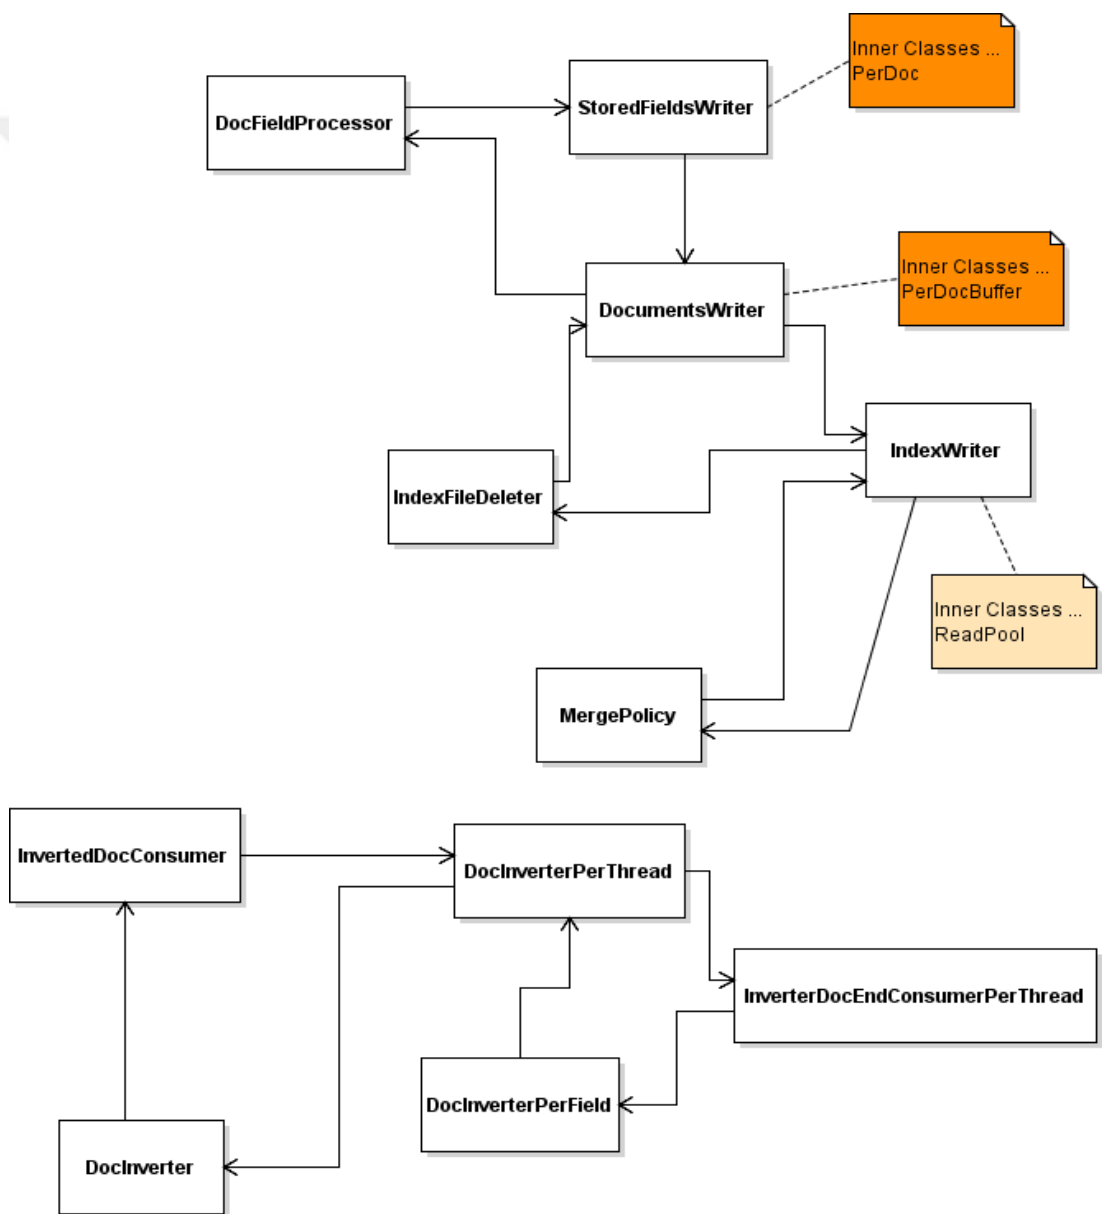 Inner Classes ...
PerDoc
DocFieldProcessor
StoredFieldsWriter
Inner Classes ...
PerDocBuffer
DocumentsWriter
IndexWriter
IndexFileDeleter
Inner Classes ...
ReadPool
MergePolicy
InvertedDocConsumer
DocInverterPerThread
InverterDocEndConsumerPerThread
DocInverterPerField
DocInverter